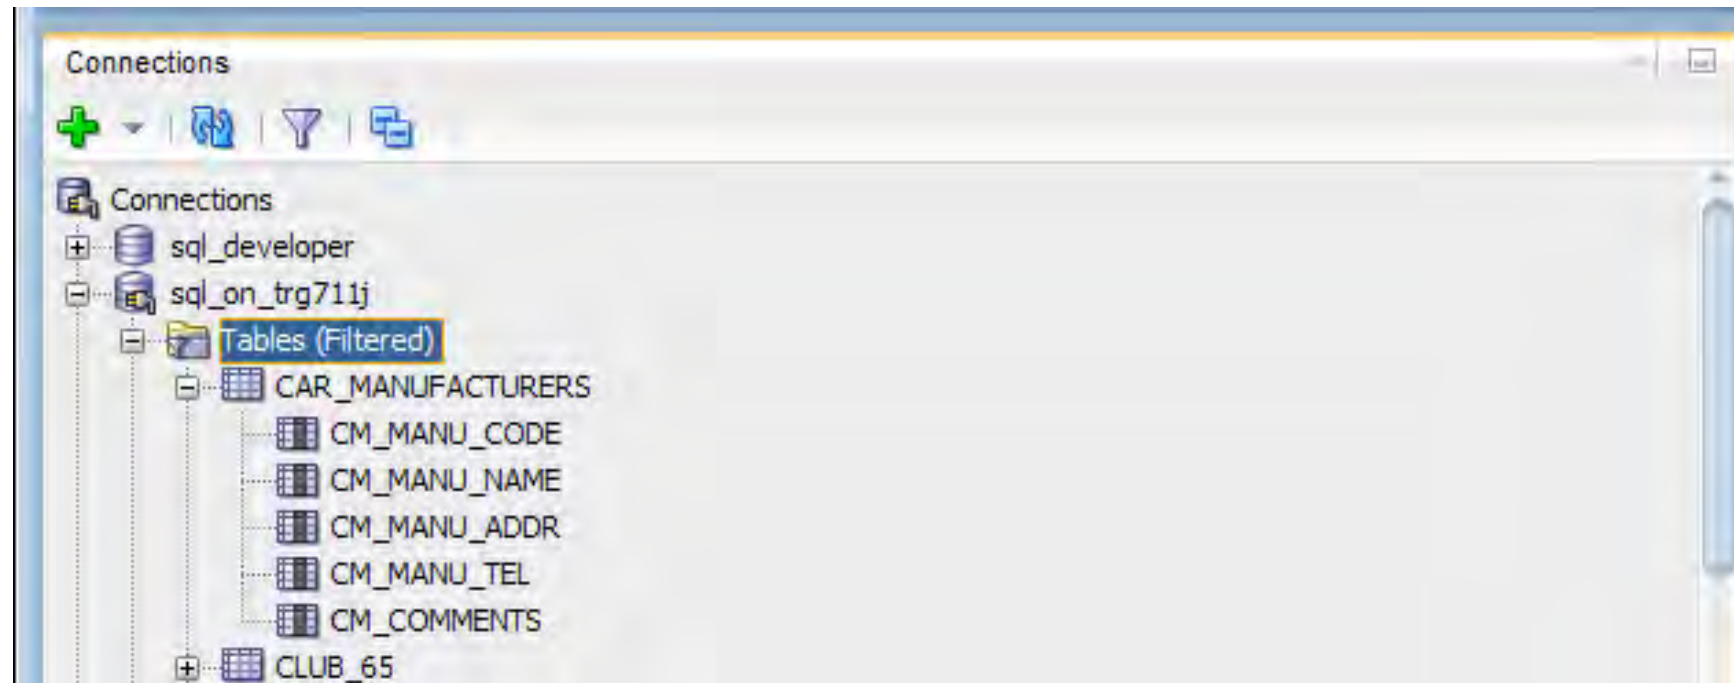 Connections
Connections
sql_developer
sql_on_trg711j
Tables (Filtered)
CAR_MANUFACTURERS
CM_MANU_CODE
CM_MANU_NAME
CM_MANU_ADDR
CM_MANU_TEL
CM_COMMENTS
CLUB_65